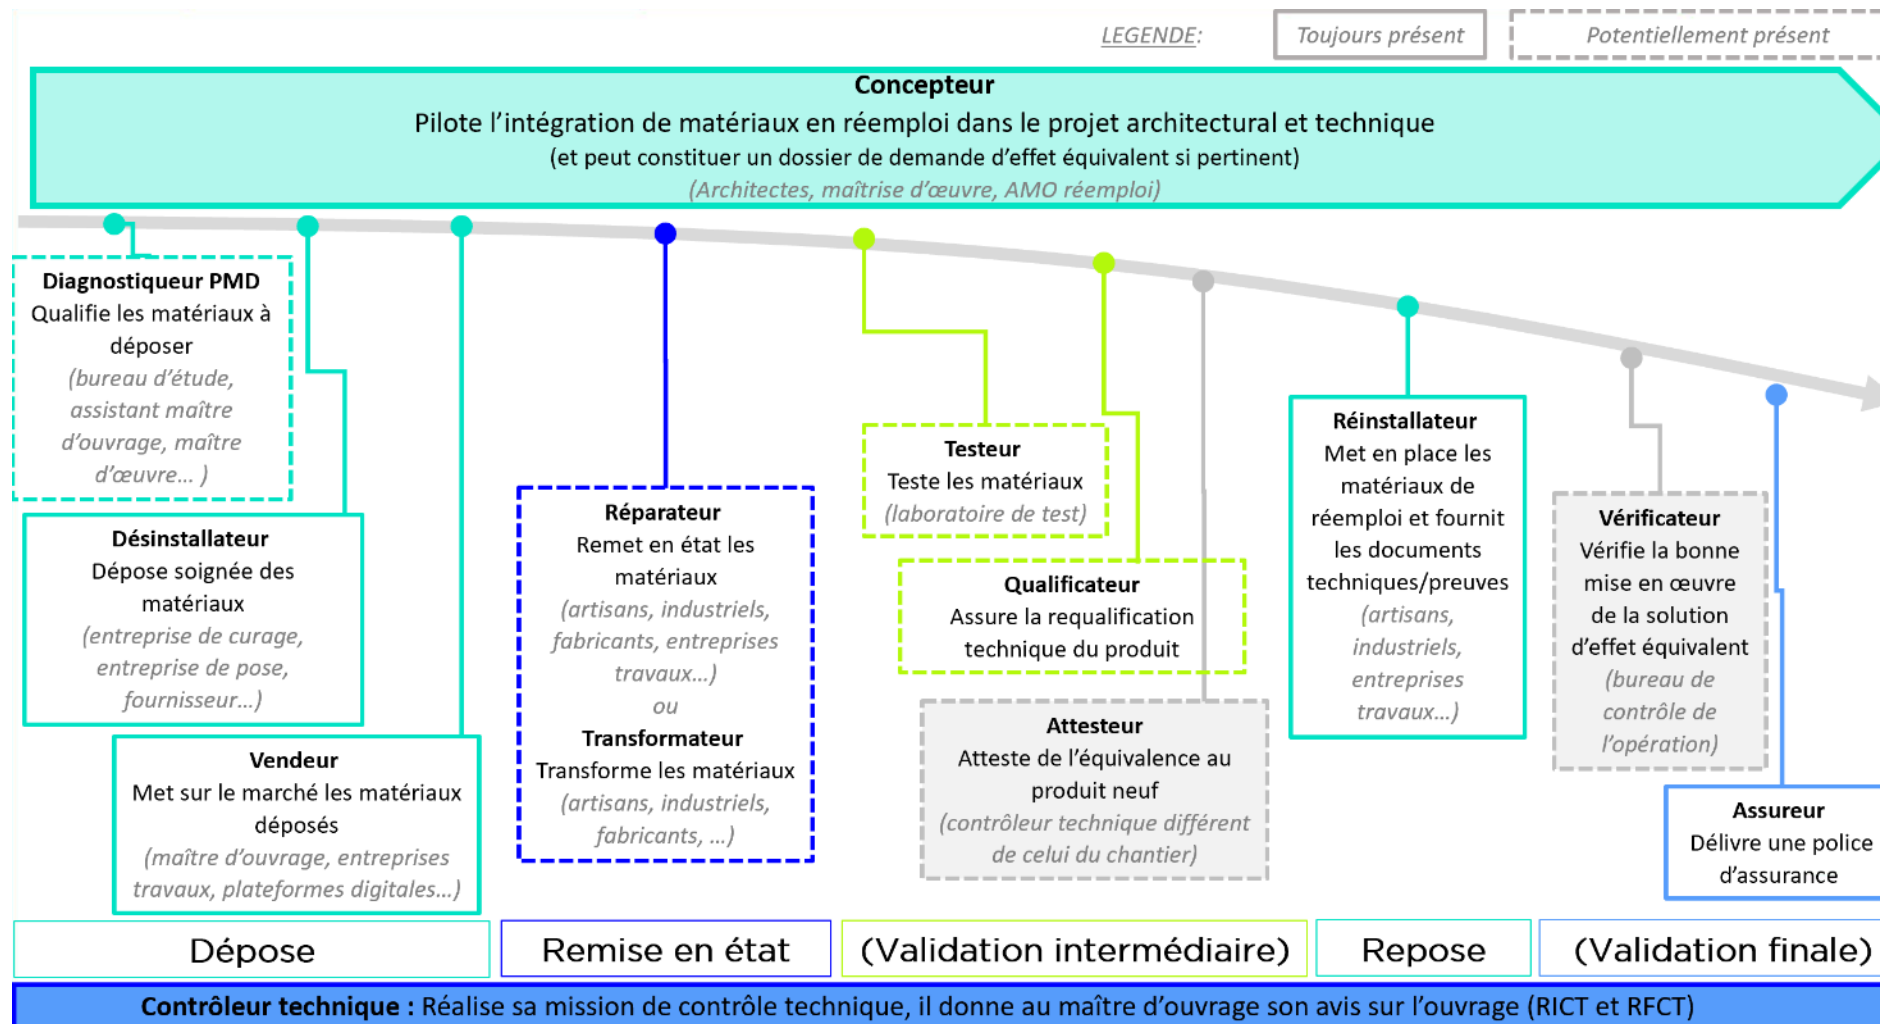 LEGENDE:
Toujours présent
Potentiellement présent
Concepteur
Pilote l’intégration de matériaux en réemploi dans le projet architectural et technique
(et peut constituer un dossier de demande d’effet équivalent si pertinent)
(Architectes, maîtrise d’œuvre, AMO réemploi)
Diagnostiqueur PMD
Qualifie les matériaux à
déposer
(bureau d’étude,
assistant maître
d’ouvrage, maître
d’œuvre... )
Désinstallateur
Dépose soignée des
matériaux
(entreprise de curage,
entreprise de pose,
fournisseur...)
Vendeur
Met sur le marché les matériaux
déposés
(maître d’ouvrage, entreprises
travaux, plateformes digitales...)
Réparateur
Remet en état les
matériaux
(artisans, industriels,
fabricants, entreprises
travaux...)
ou
Transformateur
Transforme les matériaux
(artisans, industriels,
fabricants, ...)
Testeur
Teste les matériaux
(laboratoire de test)
Qualificateur
Assure la requalification
technique du produit
Attesteur
Atteste de l’équivalence au
produit neuf
(contrôleur technique différent
de celui du chantier)
Réinstallateur
Met en place les
matériaux de
réemploi et fournit
les documents
techniques/preuves
(artisans,
industriels,
entreprises
travaux...)
Vérificateur
Vérifie la bonne
mise en œuvre
de la solution
d’effet équivalent
(bureau de
contrôle de
l’opération)
Assureur
Délivre une police
d’assurance
Dépose
Remise en état
(Validation intermédiaire)
Repose
(Validation finale)
Contrôleur technique : Réalise sa mission de contrôle technique, il donne au maître d’ouvrage son avis sur l’ouvrage (RICT et RFCT)